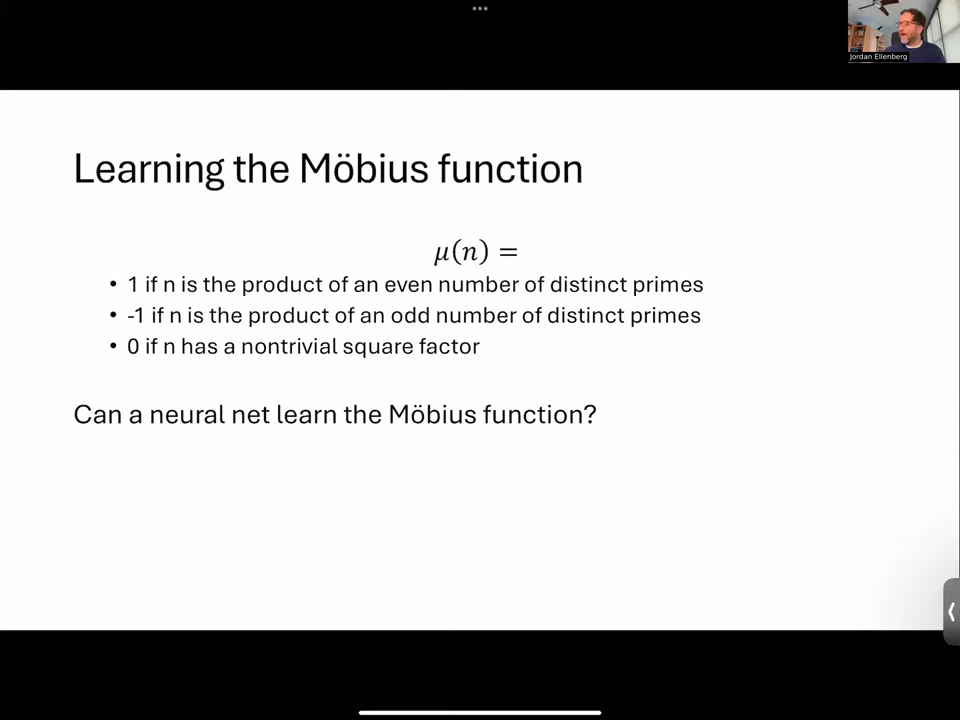 Jordan Ellenberg
Learning the Möbius function
μ(n) =
• 1 if n is the product of an even number of distinct primes
• -1 if n is the product of an odd number of distinct primes
• 0 if n has a nontrivial square factor
Can a neural net learn the Möbius function?